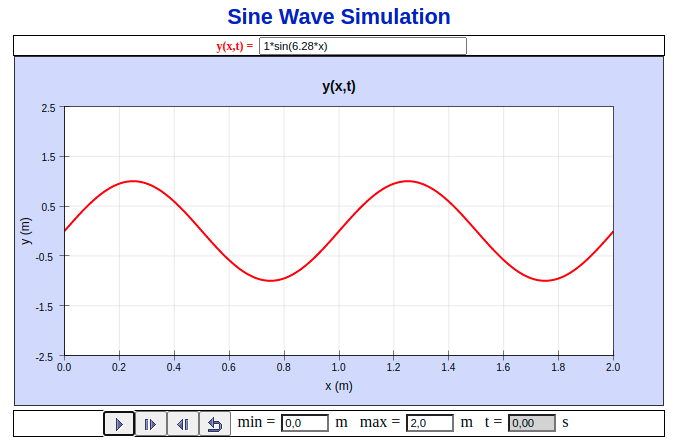 Sine Wave Simulation
y(x,t) = 1*sin(6.28*x)
y(x,t)
2.5
1.5
0.5
-0.5
-1.5
-2.5
y (m)
0.0 0.2 0.4 0.6 0.8 1.0 1.2 1.4 1.6 1.8 2.0
x (m)
min = 0,0 m max = 2,0 m t = 0,00 s